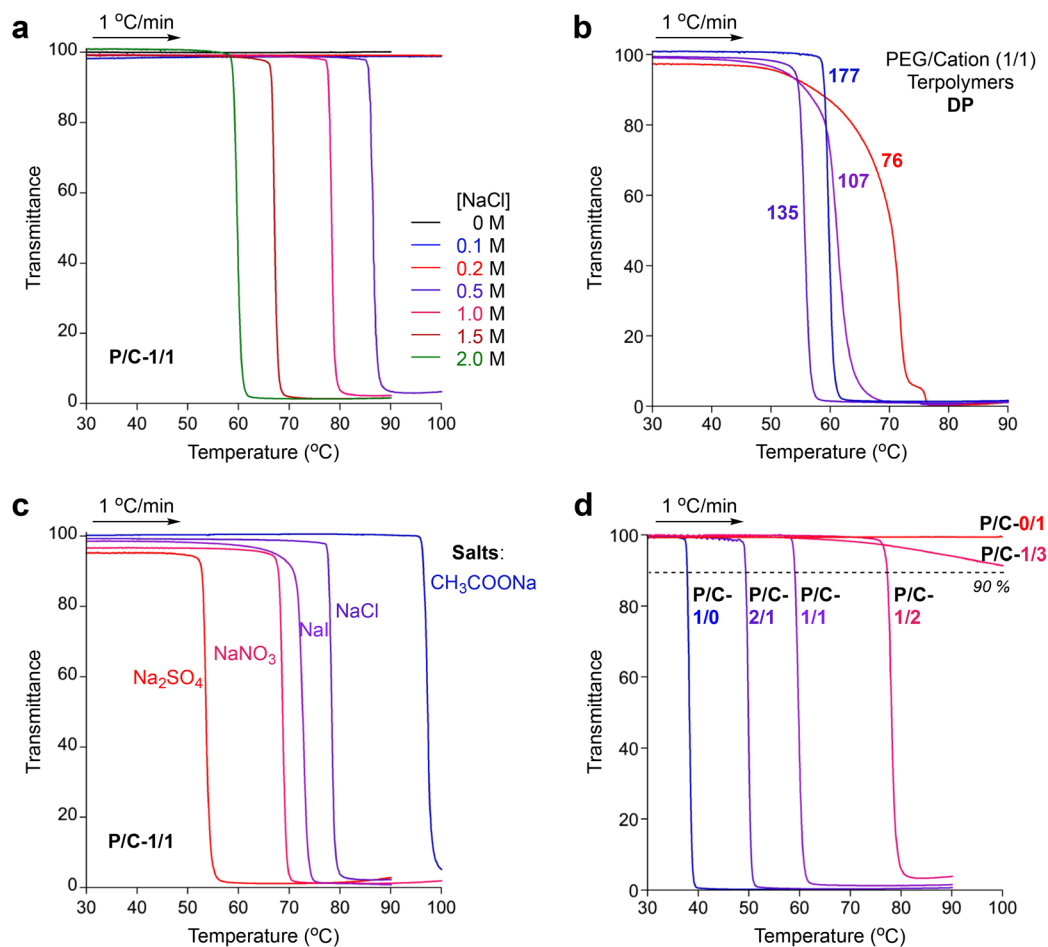 a
1 °C/min
100
80
60
40
20
0
Transmittance
30 40 50 60 70 80 90 100
Temperature (°C)
[NaCl]
0 M
0.1 M
0.2 M
0.5 M
1.0 M
1.5 M
2.0 M
P/C-1/1
b
1 °C/min
100
80
60
40
20
0
Transmittance
30 40 50 60 70 80 90
Temperature (°C)
PEG/Cation (1/1)
Terpolymers
DP
177
76
107
135
c
1 °C/min
100
80
60
40
20
0
Transmittance
30 40 50 60 70 80 90 100
Temperature (°C)
Salts:
CH₃COONa
NaCl
NaI
NaNO₃
Na₂SO₄
P/C-1/1
d
1 °C/min
100
80
60
40
20
0
Transmittance
30 40 50 60 70 80 90 100
Temperature (°C)
P/C-0/1
P/C-1/3
90 %
P/C-
1/0
P/C-
2/1
P/C-
1/1
P/C-
1/2